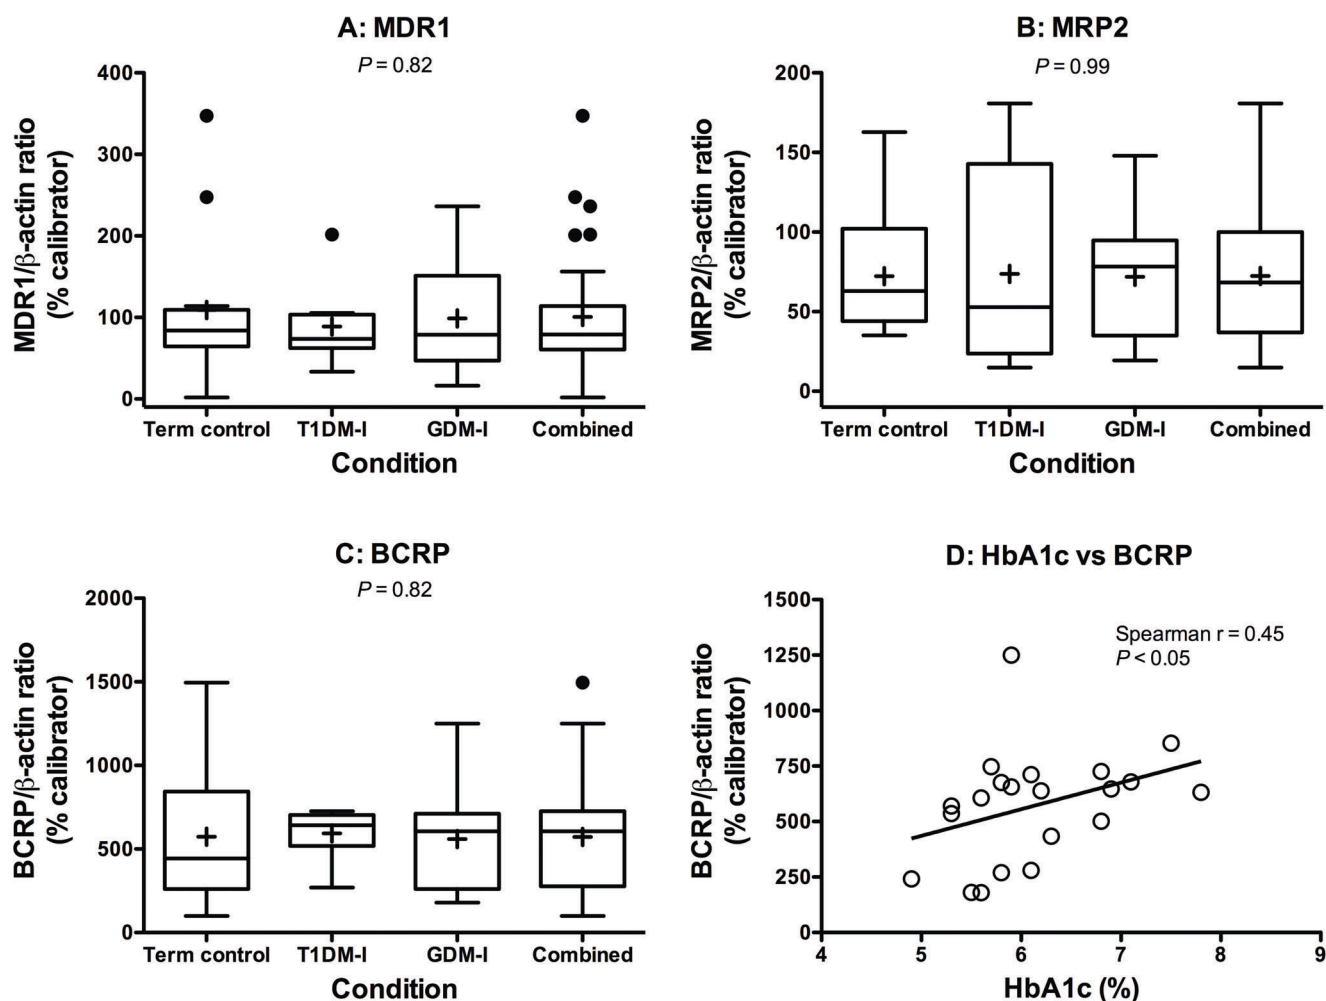 A: MDR1
P = 0.82
MDR1/β-actin ratio
(% calibrator)
400
300
200
100
0
Term control T1DM-I GDM-I Combined
Condition
B: MRP2
P = 0.99
MRP2/β-actin ratio
(% calibrator)
200
150
100
50
0
Term control T1DM-I GDM-I Combined
Condition
C: BCRP
P = 0.82
BCRP/β-actin ratio
(% calibrator)
2000
1500
1000
500
0
Term control T1DM-I GDM-I Combined
Condition
D: HbA1c vs BCRP
Spearman r = 0.45
P < 0.05
BCRP/β-actin ratio
(% calibrator)
1500
1250
1000
750
500
250
0
4 5 6 7 8 9
HbA1c (%)